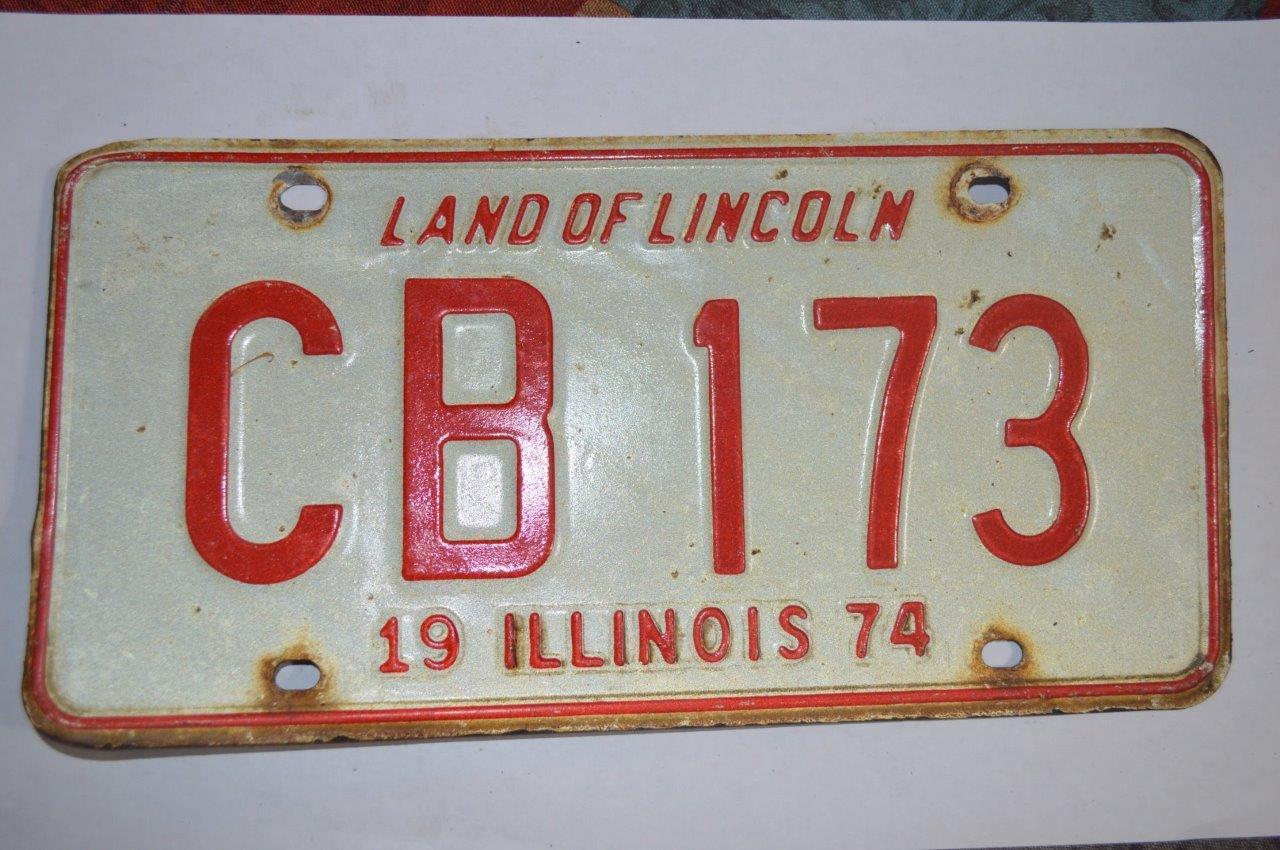 LAND OF LINCOLN
CB 173
19 ILLINOIS 74